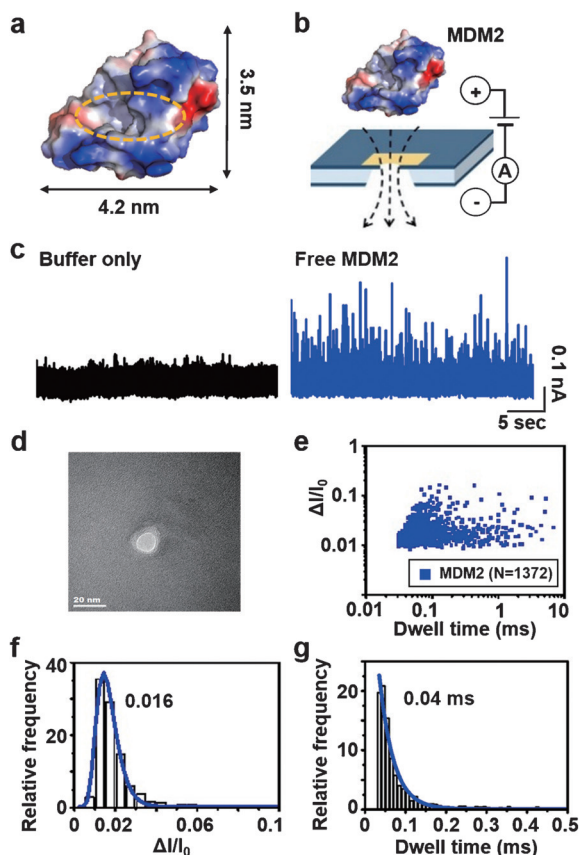 a
3.5 nm
4.2 nm
b
MDM2
+
A
-
c
Buffer only
Free MDM2
0.1 nA
5 sec
d
20 nm
e
ΔI/I₀
1
0.1
0.01
MDM2 (N=1372)
0.01 0.1 1 10
Dwell time (ms)
f
Relative frequency
40
20
0
0.016
0 0.02 0.06 0.1
ΔI/I₀
g
Relative frequency
20
10
0
0.04 ms
0 0.1 0.2 0.3 0.4 0.5
Dwell time (ms)